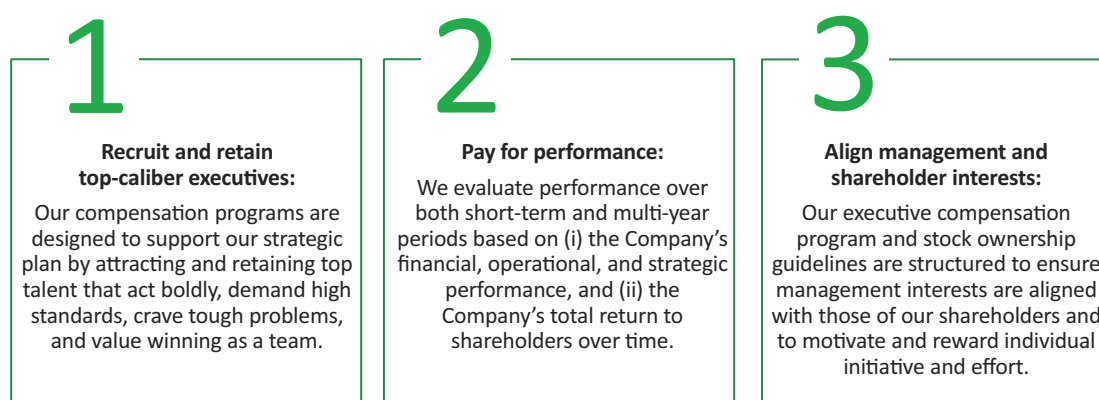 1
Recruit and retain
top-caliber executives:
Our compensation programs are
designed to support our strategic
plan by attracting and retaining top
talent that act boldly, demand high
standards, crave tough problems,
and value winning as a team.
2
Pay for performance:
We evaluate performance over
both short-term and multi-year
periods based on (i) the Company’s
financial, operational, and strategic
performance, and (ii) the
Company’s total return to
shareholders over time.
3
Align management and
shareholder interests:
Our executive compensation
program and stock ownership
guidelines are structured to ensure
management interests are aligned
with those of our shareholders and
to motivate and reward individual
initiative and effort.